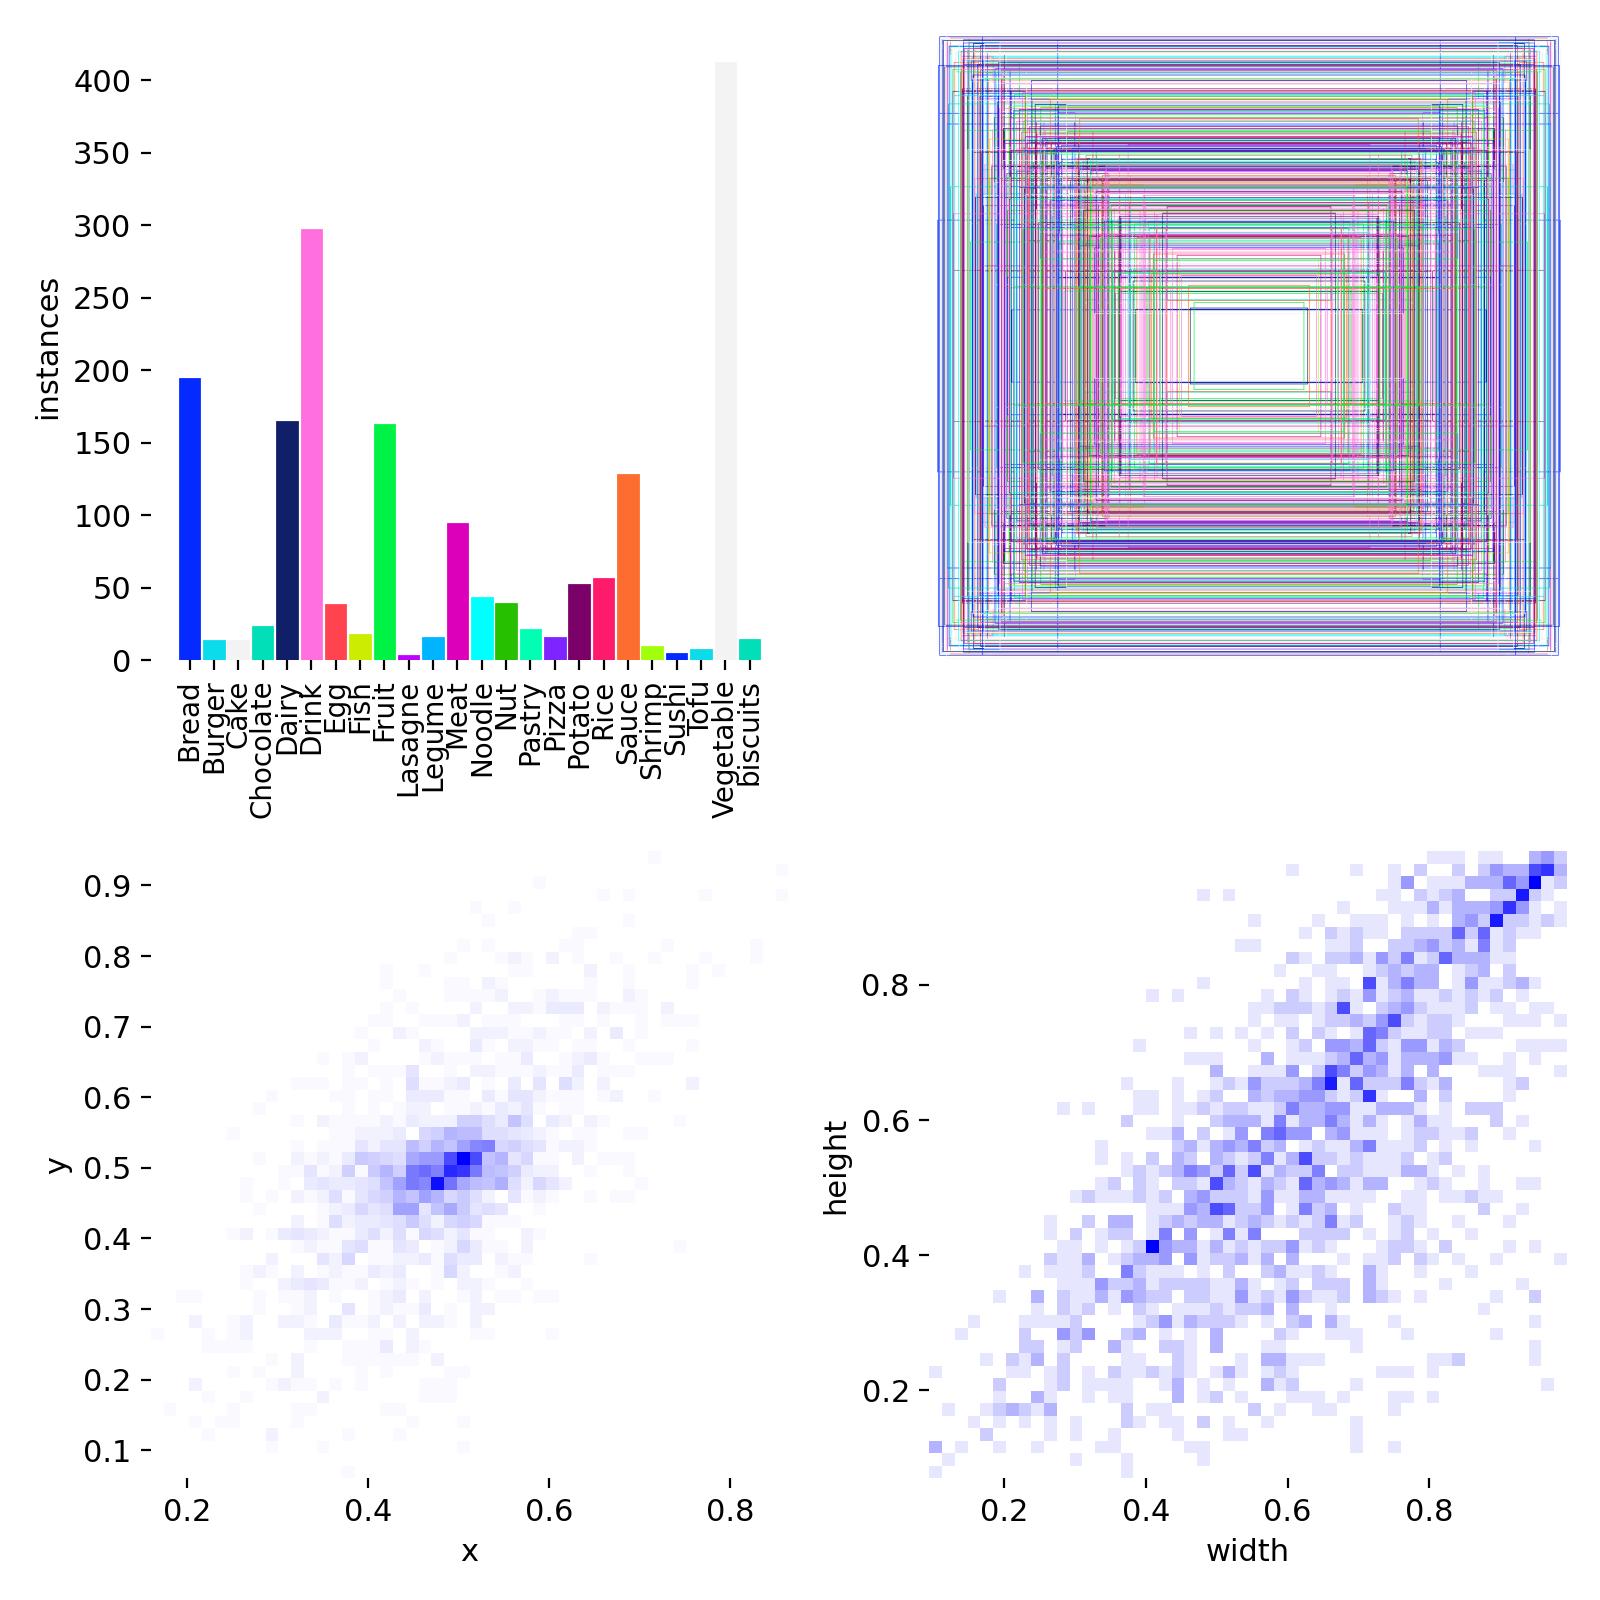 instances
400
350
300
250
200
150
100
50
0
Bread
Burger
Cake
Chocolate
Dairy
Drink
Egg
Fish
Fruit
Lasagne
Legume
Meat
Noodle
Nut
Pastry
Pizza
Potato
Rice
Sauce
Shrimp
Sushi
Tofu
Vegetable
biscuits
y
0.9
0.8
0.7
0.6
0.5
0.4
0.3
0.2
0.1
0.2 0.4 0.6 0.8
x
height
0.8
0.6
0.4
0.2
0.2 0.4 0.6 0.8
width